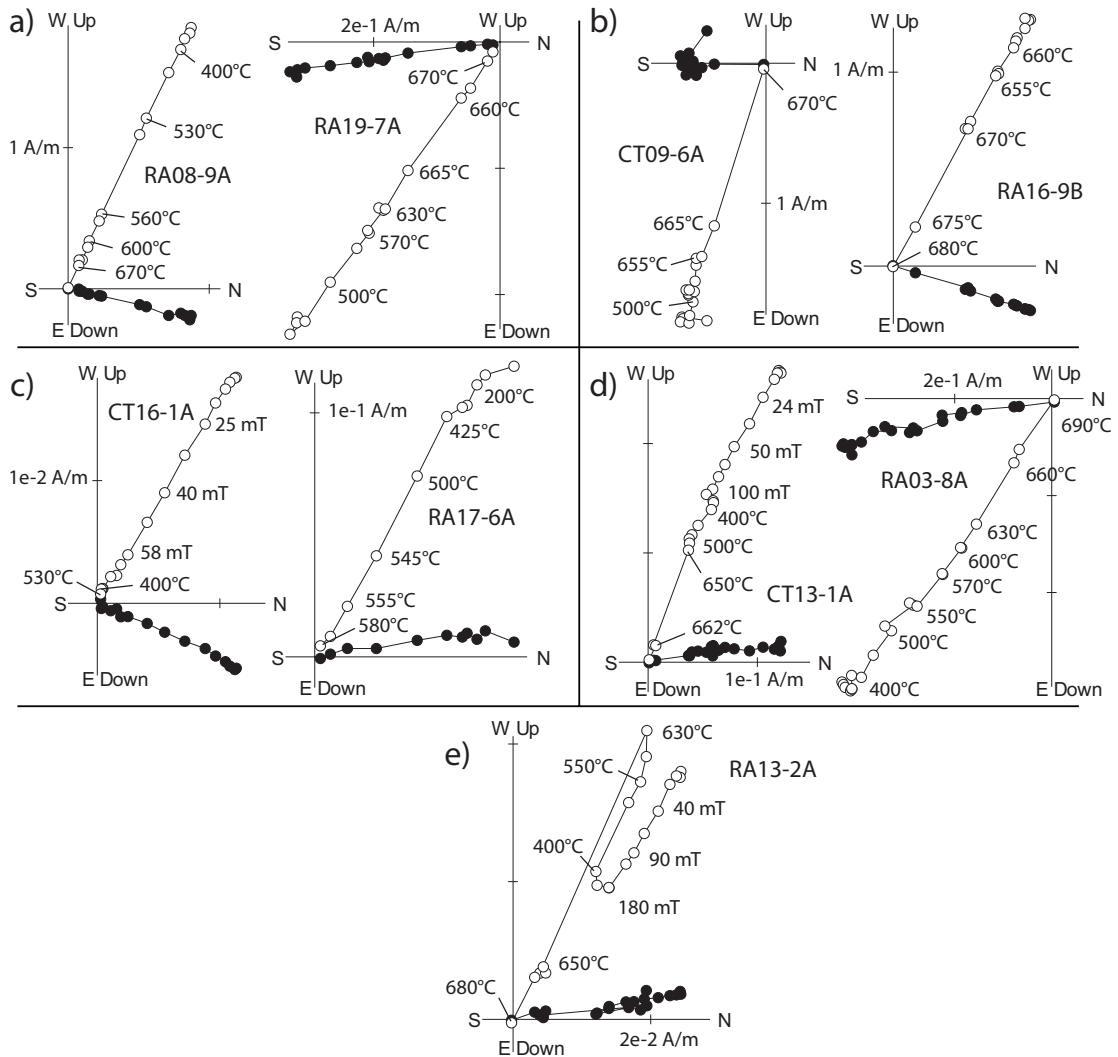 a)
W Up
400°C
530°C
1 A/m
RA08-9A
560°C
600°C
670°C
S
N
E Down
2e-1 A/m
S
N
W Up
670°C
660°C
RA19-7A
665°C
630°C
570°C
500°C
E Down
b)
W Up
S
N
670°C
CT09-6A
1 A/m
665°C
655°C
500°C
E Down
W Up
660°C
1 A/m
655°C
670°C
RA16-9B
675°C
680°C
S
N
E Down
c)
W Up
CT16-1A
25 mT
1e-2 A/m
40 mT
58 mT
530°C
400°C
S
N
E Down
W Up
200°C
1e-1 A/m
425°C
500°C
RA17-6A
545°C
555°C
580°C
S
N
E Down
d)
W Up
24 mT
50 mT
100 mT
400°C
500°C
650°C
CT13-1A
662°C
S
N
1e-1 A/m
E Down
2e-1 A/m
W Up
S
N
690°C
RA03-8A
660°C
630°C
600°C
570°C
550°C
500°C
400°C
E Down
e)
W Up
630°C
550°C
RA13-2A
40 mT
400°C
90 mT
180 mT
650°C
680°C
S
N
2e-2 A/m
E Down